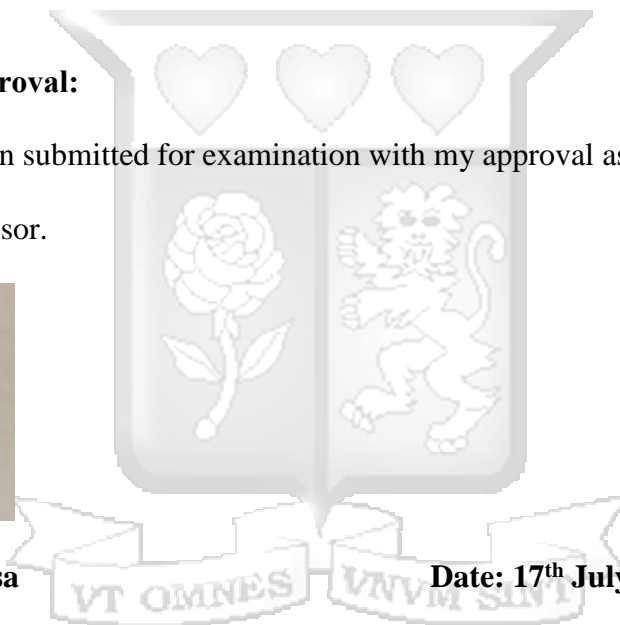 roval:
n submitted for examination with my approval as
sor.
sa
Date: 17th July
VT OMNES VNVM SINT